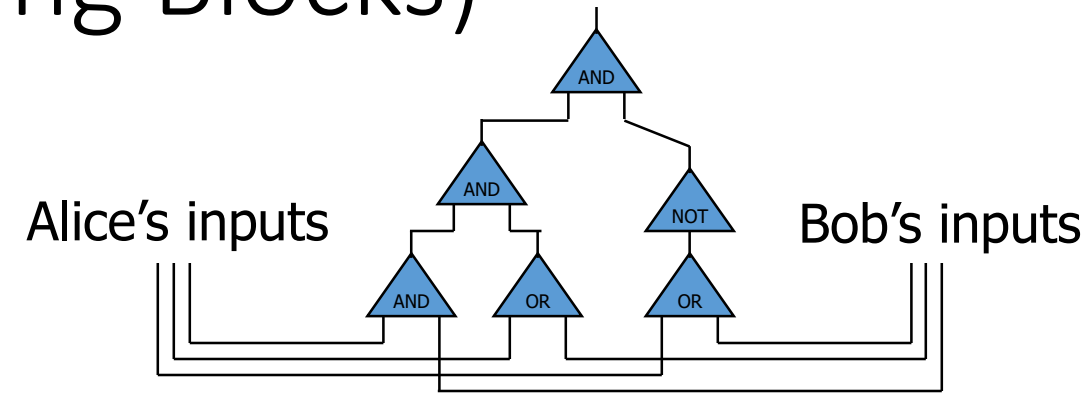 ng Blocks)
AND
AND
NOT
Alice's inputs
Bob's inputs
AND
OR
OR